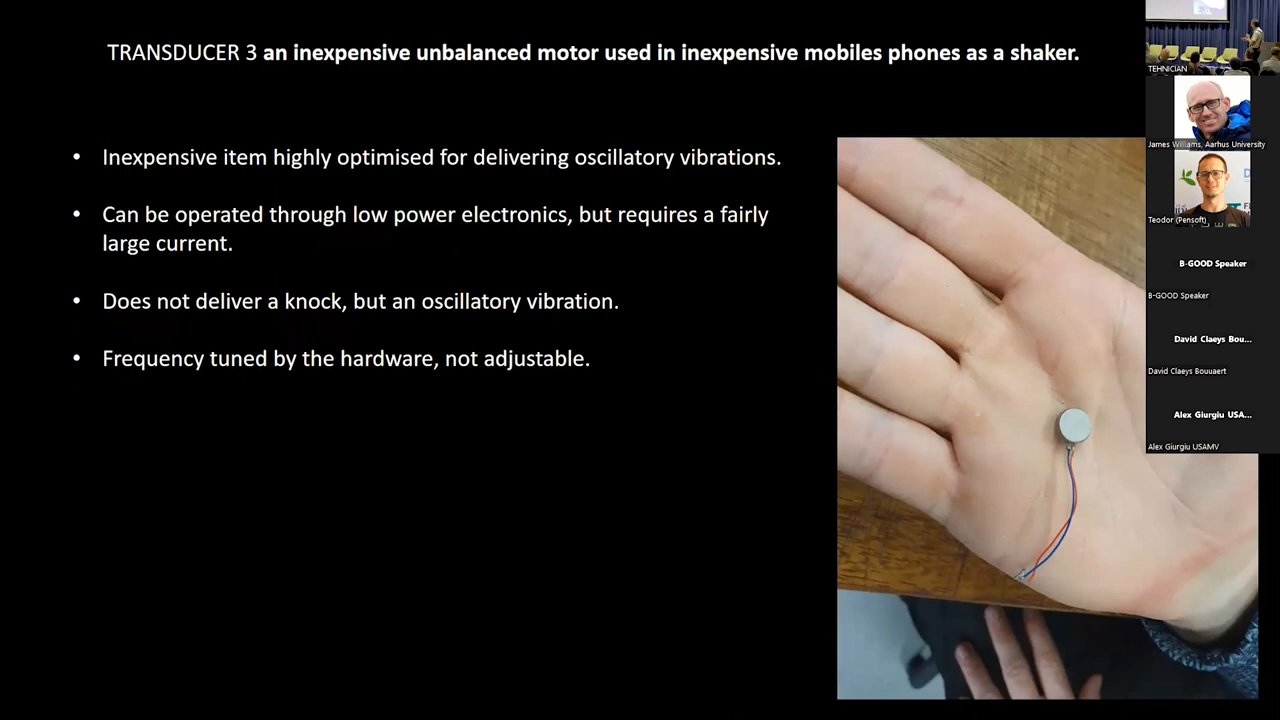 TRANSDUCER 3 an inexpensive unbalanced motor used in inexpensive mobiles phones as a shaker.
• Inexpensive item highly optimised for delivering oscillatory vibrations.
• Can be operated through low power electronics, but requires a fairly
large current.
• Does not deliver a knock, but an oscillatory vibration.
• Frequency tuned by the hardware, not adjustable.
TEHNICIAN
James Williams, Aarhus University
Teodor (Pensoft)
B-GOOD Speaker
B-GOOD Speaker
David Claeys Bou...
David Claeys Bouuaert
Alex Giurgiu USA...
Alex Giurgiu USAMV